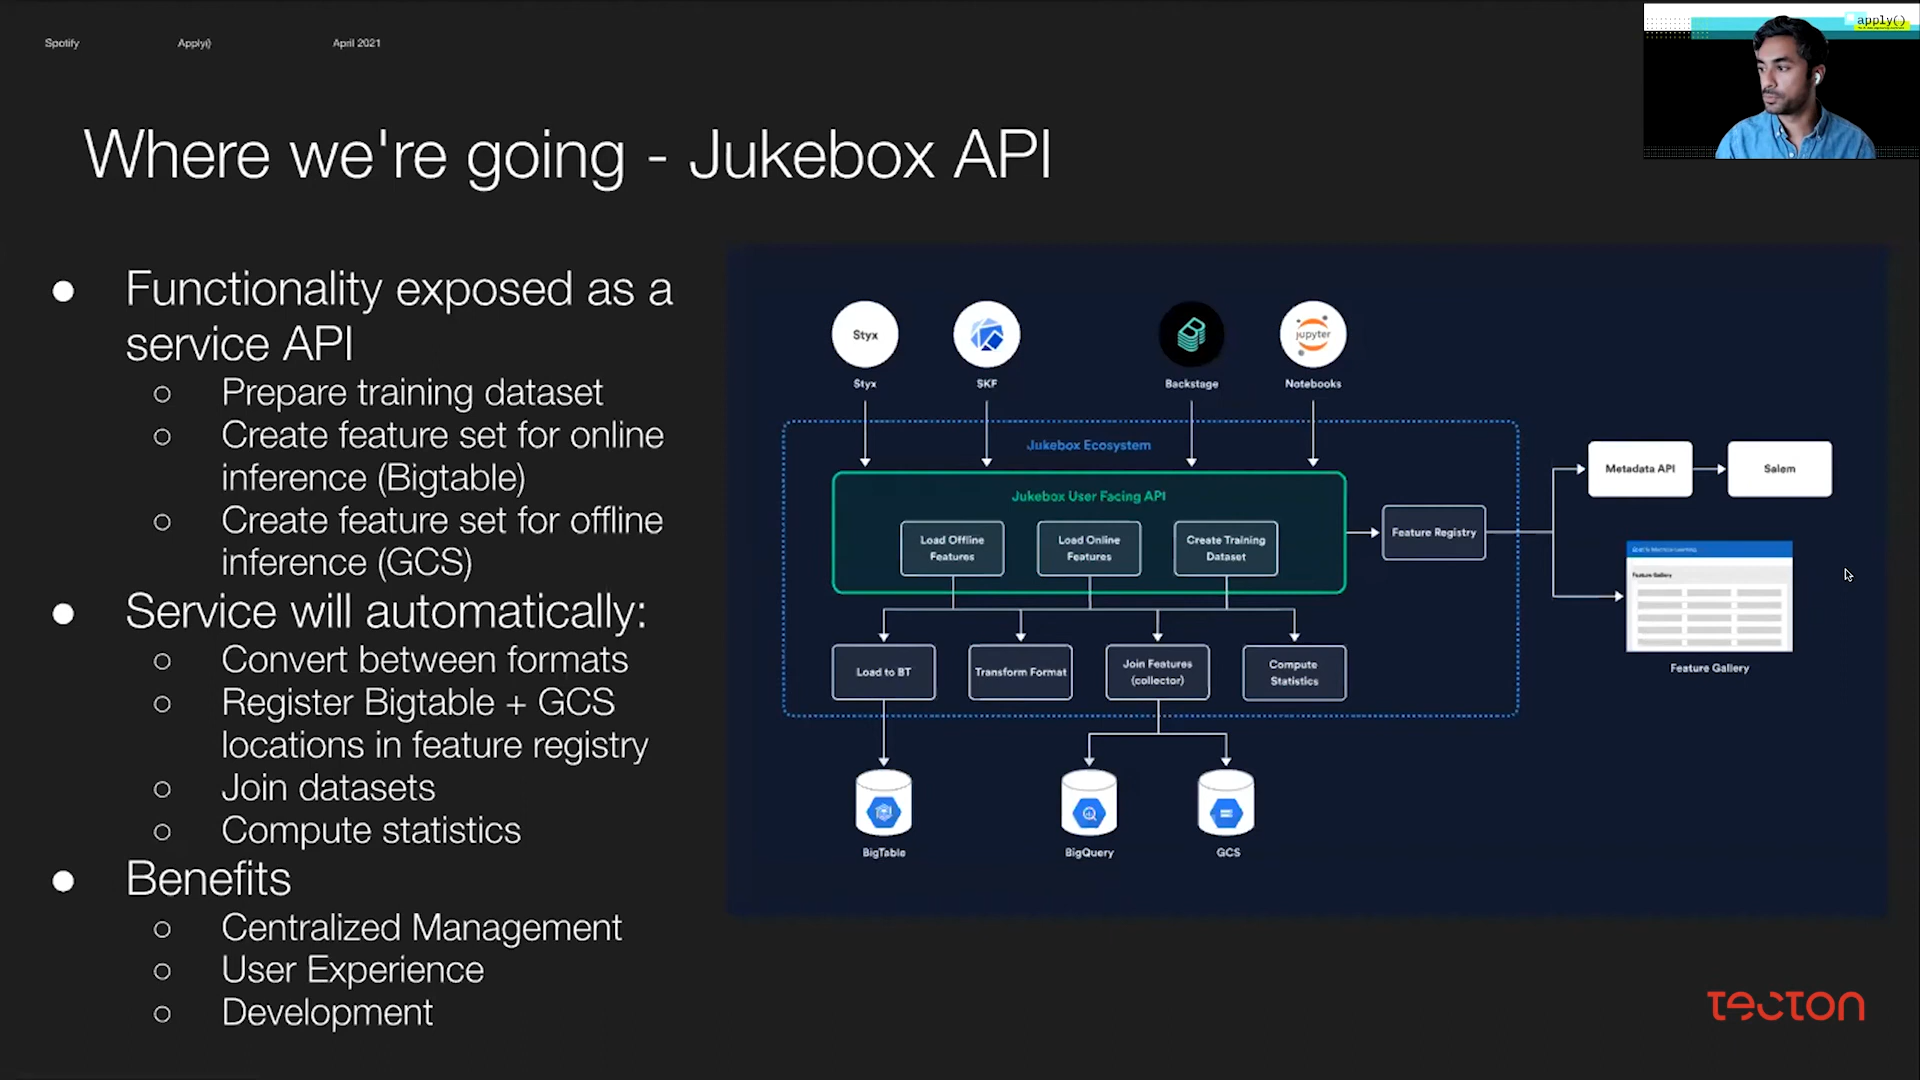 Spotify
Apply()
April 2021
apply()
Where we're going - Jukebox API
Functionality exposed as a
service API
Prepare training dataset
Create feature set for online
inference (Bigtable)
Create feature set for offline
inference (GCS)
Service will automatically:
Convert between formats
Register Bigtable + GCS
locations in feature registry
Join datasets
Compute statistics
Benefits
Centralized Management
User Experience
Development
Styx
jupyter
Styx
SKF
Backstage
Notebooks
Jukebox Ecosystem
Jukebox User Facing API
Load Offline
Features
Load Online
Features
Create Training
Dataset
Feature Registry
Metadata API
Salem
Feature Gallery
Feature Gallery
Load to BT
Transform Format
Join Features
(collector)
Compute
Statistics
BigTable
BigQuery
GCS
tecton